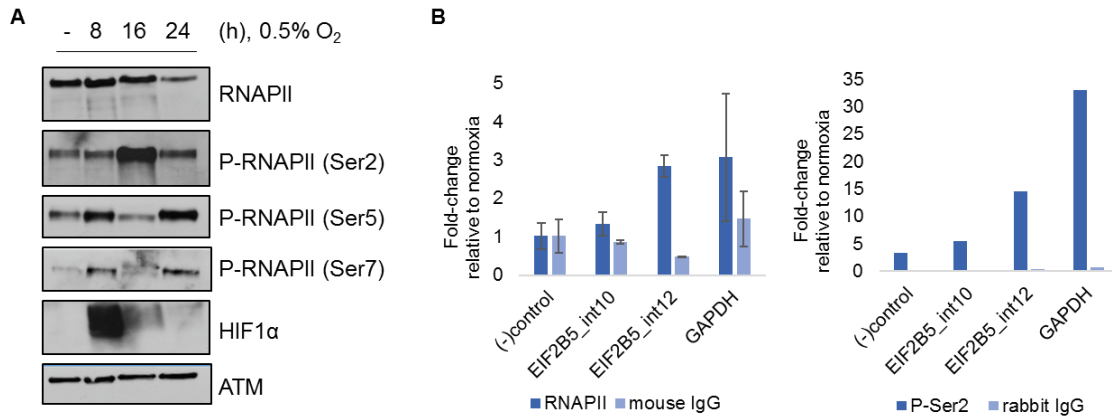 A
- 8 16 24 (h), 0.5% O₂
RNAPII
P-RNAPII (Ser2)
P-RNAPII (Ser5)
P-RNAPII (Ser7)
HIF1α
ATM
B
Fold-change
relative to normoxia
5
4
3
2
1
0
(-)control
EIF2B5_int10
EIF2B5_int12
GAPDH
RNAPII mouse IgG
Fold-change
relative to normoxia
35
30
25
20
15
10
5
0
(-)control
EIF2B5_int10
EIF2B5_int12
GAPDH
P-Ser2 rabbit IgG